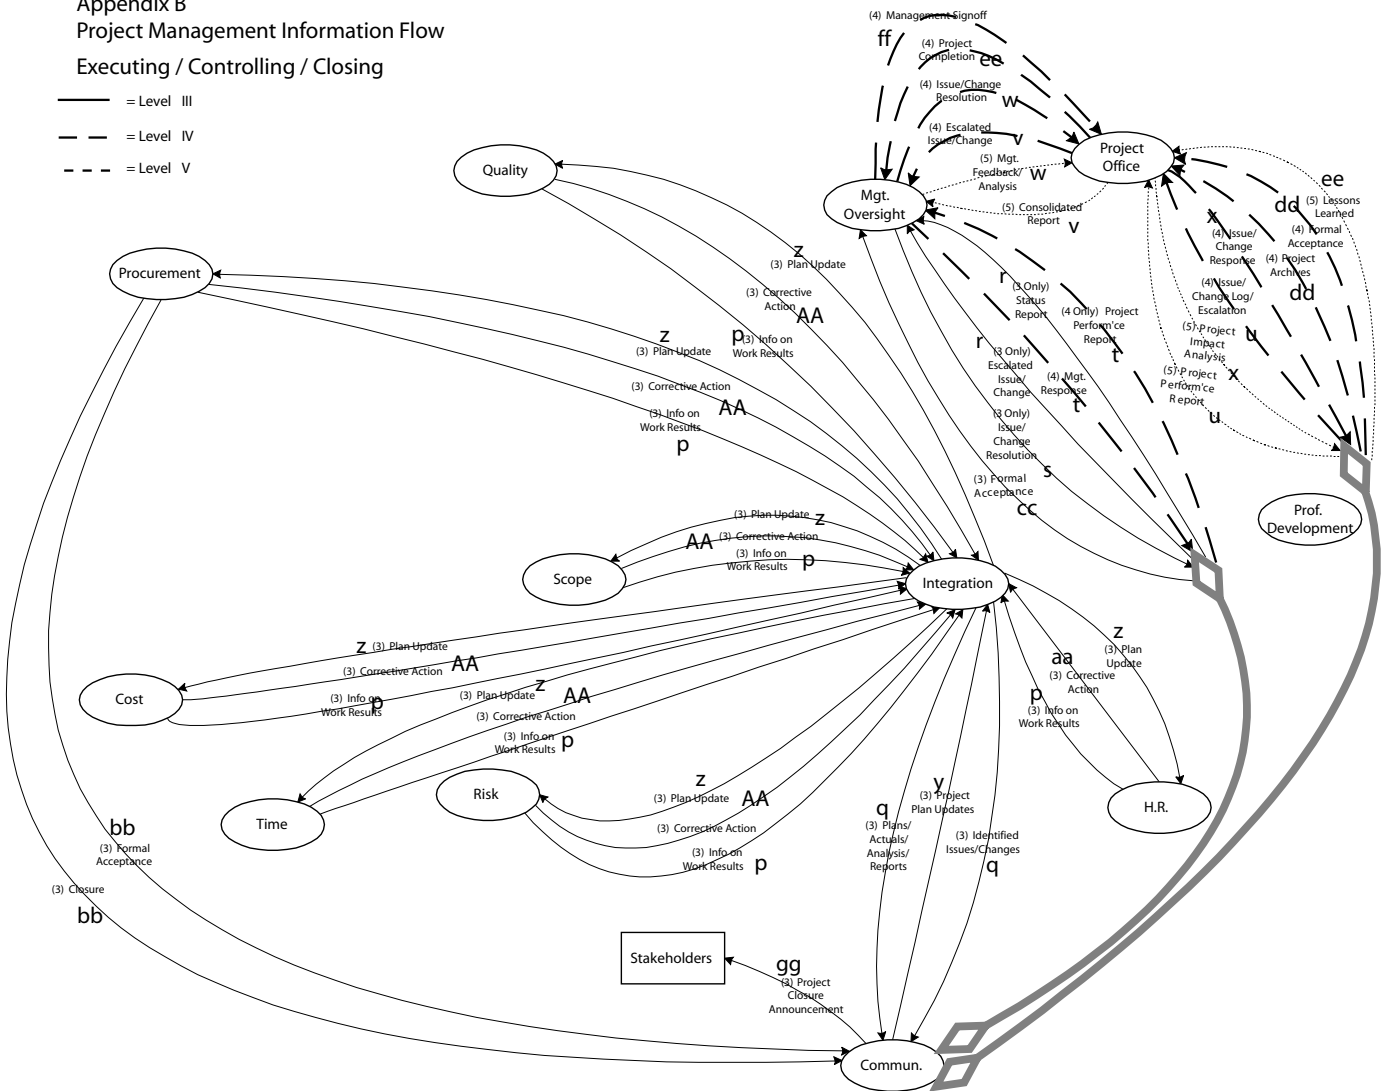 Appendix B
Project Management Information Flow
Executing / Controlling / Closing
= Level III
= Level IV
= Level V
(4) Management Signoff
ff
(4) Project
Completion
ee
(4) Issue/Change
Resolution
w
(4) Escalated
Issue/Change
v
(5) Mgt.
Feedback/
Analysis
w
(5) Consolidated
Report
v
Project
Office
Mgt.
Oversight
Quality
Procurement
ee
(5) Lessons
Learned
dd
(4) Formal
Acceptance
(4) Project
Archives
dd
x
(4) Issue/
Change
Response
(4) Issue/
Change Log/
Escalation
u
(5) Project
Impact
Analysis
x
(5) Project
Perform'ce
Report
u
z
(3) Plan Update
(3) Corrective
Action
AA
p
(3) Info on
Work Results
z
(3) Plan Update
(3) Corrective Action
AA
(3) Info on
Work Results
p
r
(3 Only)
Status
Report
(4 Only) Project
Perform'ce
Report
t
r
(3 Only)
Escalated
Issue/
Change
(4) Mgt.
Response
t
(3 Only)
Issue/
Change
Resolution
s
(3) Formal
Acceptance
cc
Prof.
Development
(3) Plan Update
z
AA
(3) Corrective Action
(3) Info on
Work Results
p
Scope
Integration
z
(3) Plan Update
(3) Corrective Action
AA
(3) Info on
Work Results
p
Cost
(3) Plan Update
z
AA
(3) Corrective Action
(3) Info on
Work Results
p
Time
Risk
z
(3) Plan Update
AA
(3) Corrective Action
(3) Info on
Work Results
p
z
(3) Plan
Update
aa
(3) Corrective
Action
p
(3) Info on
Work Results
H.R.
q
(3) Plans/
Actuals/
Analysis/
Reports
y
(3) Project
Plan Updates
(3) Identified
Issues/Changes
q
bb
(3) Formal
Acceptance
(3) Closure
bb
Stakeholders
gg
(3) Project
Closure
Announcement
Commun.